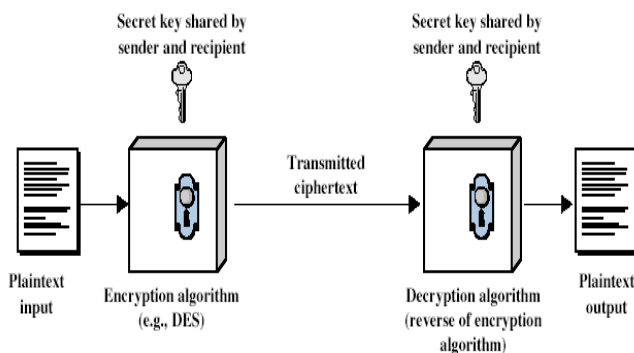 Secret key shared by
sender and recipient
Secret key shared by
sender and recipient
Transmitted
ciphertext
Plaintext
input
Encryption algorithm
(e.g., DES)
Decryption algorithm
(reverse of encryption
algorithm)
Plaintext
output